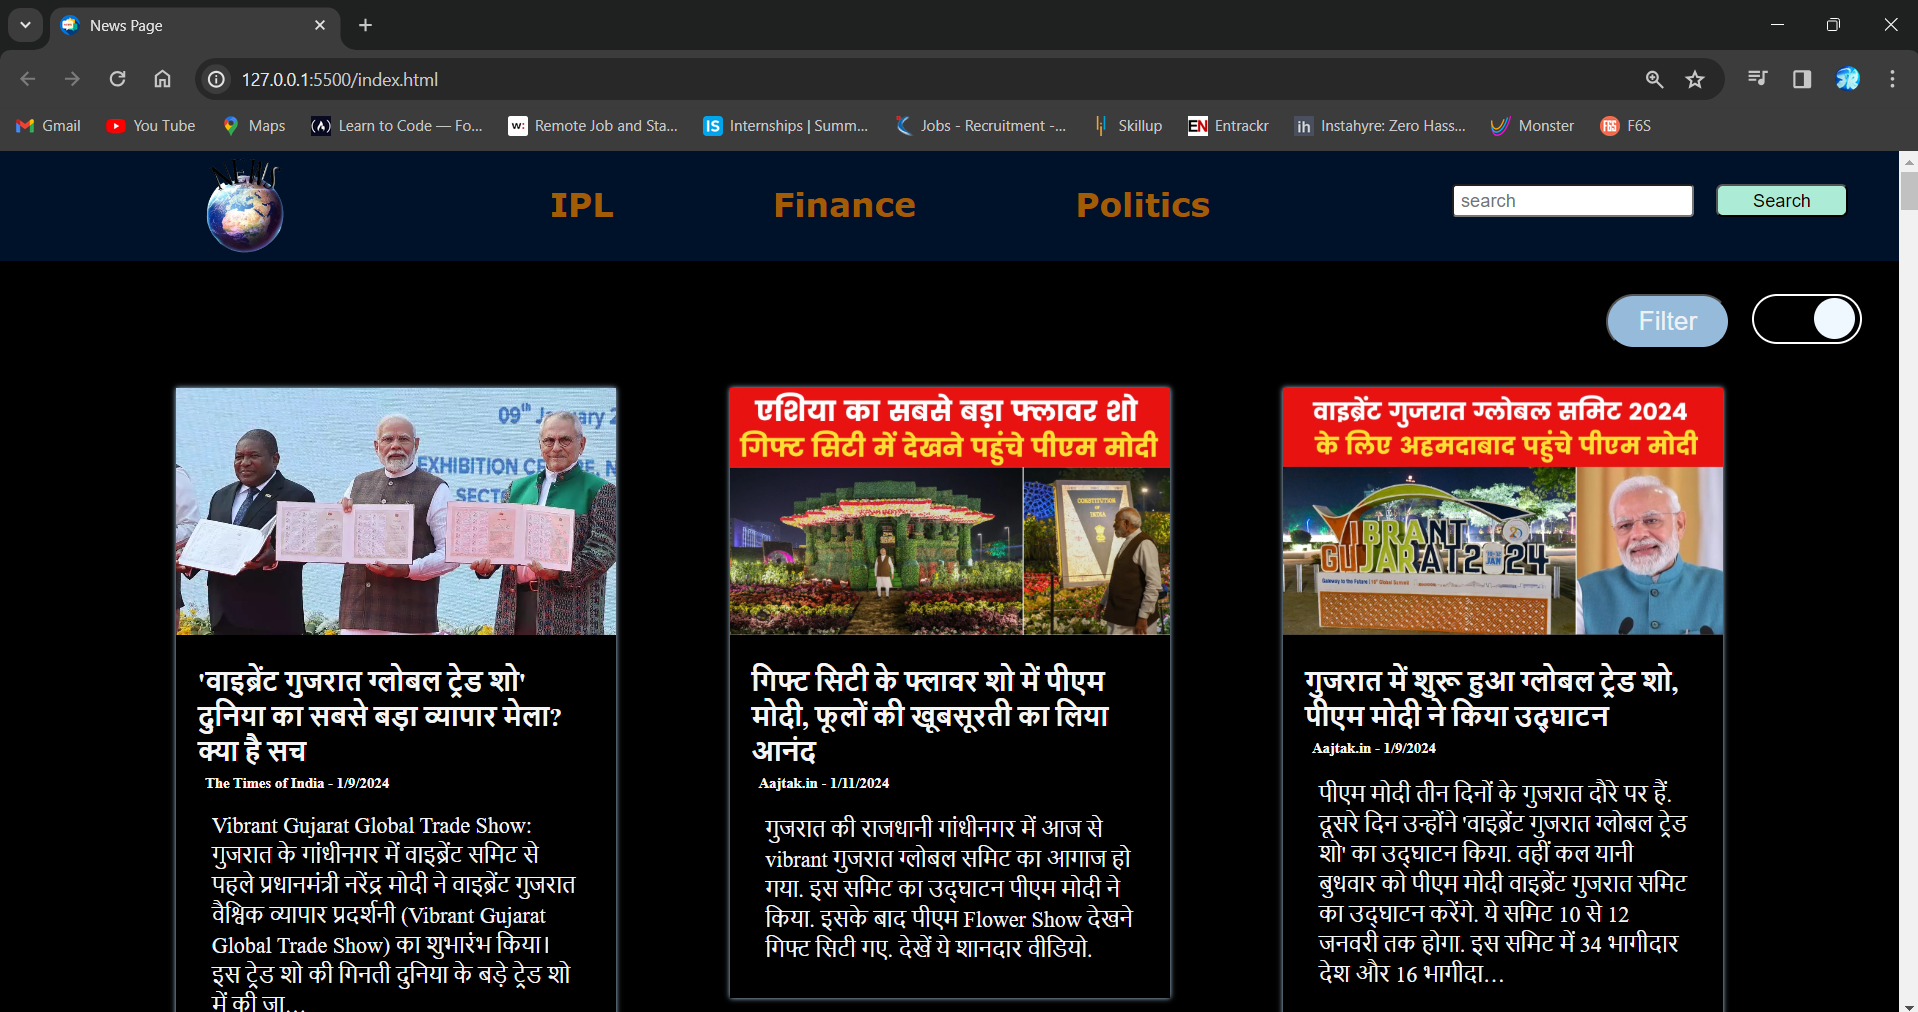 News Page
127.0.0.1:5500/index.html
Gmail
You Tube
Maps
Learn to Code — Fo...
Remote Job and Sta...
Internships | Summ...
Jobs - Recruitment -...
Skillup
Entrackr
Instahyre: Zero Hass...
Monster
F6S
NEWS
IPL
Finance
Politics
search
Search
Filter
09th January 2
EXHIBITION CENTRE, N
SECT
'वाइब्रेंट गुजरात ग्लोबल ट्रेड शो'
दुनिया का सबसे बड़ा व्यापार मेला?
क्या है सच
The Times of India - 1/9/2024
Vibrant Gujarat Global Trade Show:
गुजरात के गांधीनगर में वाइब्रेंट समिट से
पहले प्रधानमंत्री नरेंद्र मोदी ने वाइब्रेंट गुजरात
वैश्विक व्यापार प्रदर्शनी (Vibrant Gujarat
Global Trade Show) का शुभारंभ किया।
इस ट्रेड शो की गिनती दुनिया के बड़े ट्रेड शो
में की जा…
एशिया का सबसे बड़ा फ्लावर शो
गिफ्ट सिटी में देखने पहुंचे पीएम मोदी
CONSTITUTION
OF
INDIA
गिफ्ट सिटी के फ्लावर शो में पीएम
मोदी, फूलों की खूबसूरती का लिया
आनंद
Aajtak.in - 1/11/2024
गुजरात की राजधानी गांधीनगर में आज से
vibrant गुजरात ग्लोबल समिट का आगाज हो
गया. इस समिट का उद्घाटन पीएम मोदी ने
किया. इसके बाद पीएम Flower Show देखने
गिफ्ट सिटी गए. देखें ये शानदार वीडियो.
वाइब्रेंट गुजरात ग्लोबल समिट 2024
के लिए अहमदाबाद पहुंचे पीएम मोदी
VIBRANT
GUJARAT2024
गुजरात में शुरू हुआ ग्लोबल ट्रेड शो,
पीएम मोदी ने किया उद्घाटन
Aajtak.in - 1/9/2024
पीएम मोदी तीन दिनों के गुजरात दौरे पर हैं.
दूसरे दिन उन्होंने 'वाइब्रेंट गुजरात ग्लोबल ट्रेड
शो' का उद्घाटन किया. वहीं कल यानी
बुधवार को पीएम मोदी वाइब्रेंट गुजरात समिट
का उद्घाटन करेंगे. ये समिट 10 से 12
जनवरी तक होगा. इस समिट में 34 भागीदार
देश और 16 भागीदा…